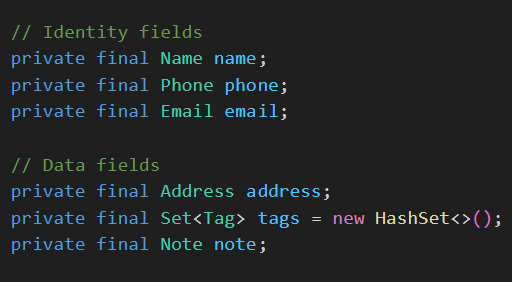 // Identity fields
private final Name name;
private final Phone phone;
private final Email email;
// Data fields
private final Address address;
private final Set<Tag> tags = new HashSet<>();
private final Note note;